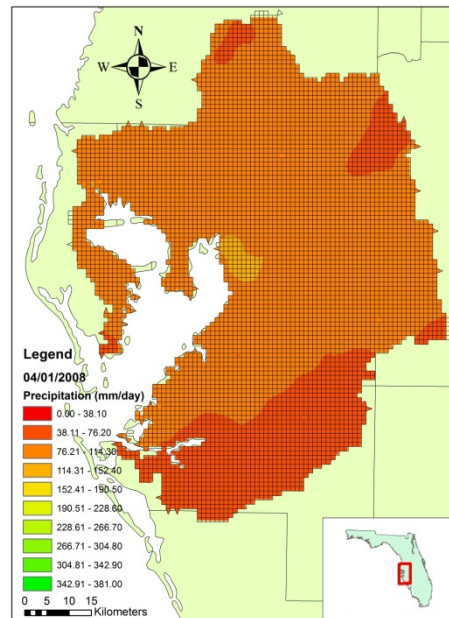 N
W E
S
Legend
04/01/2008
Precipitation (mm/day)
0.00 - 38.10
38.11 - 76.20
76.21 - 114.30
114.31 - 152.40
152.41 - 190.50
190.51 - 228.60
228.61 - 266.70
266.71 - 304.80
304.81 - 342.90
342.91 - 381.00
0 5 10 15
Kilometers